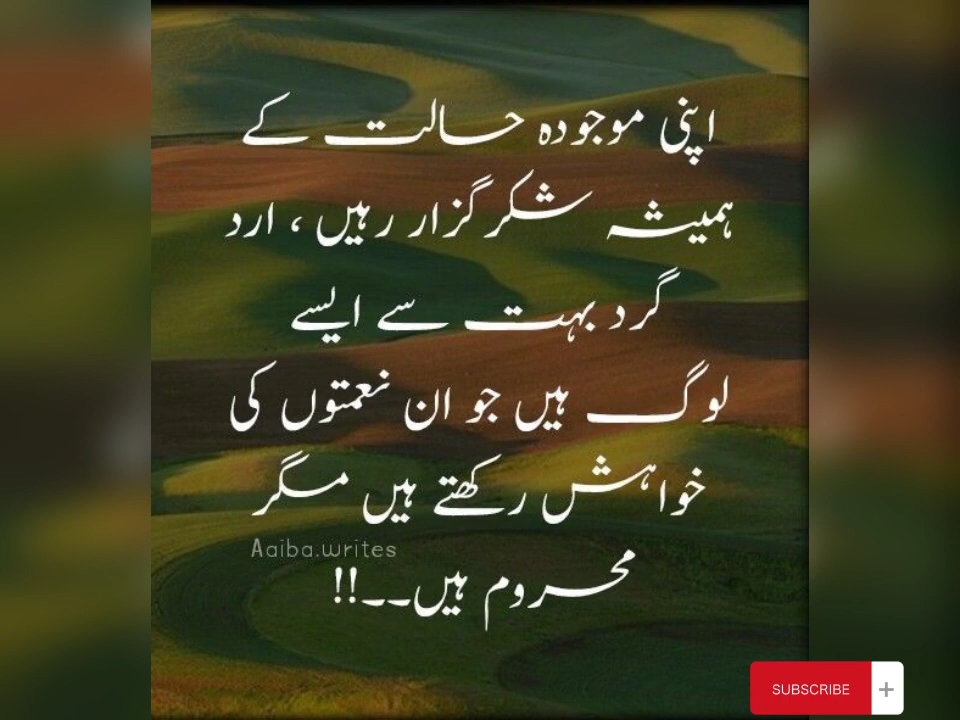 اپنی موجودہ حالت کے
ہمیشہ شکر گزار رہیں ، ارد
گرد بہت سے ایسے
لوگ ہیں جو ان نعمتوں کی
خواہش رکھتے ہیں مگر
Aaiba.writes
محروم ہیں۔۔!!
SUBSCRIBE +